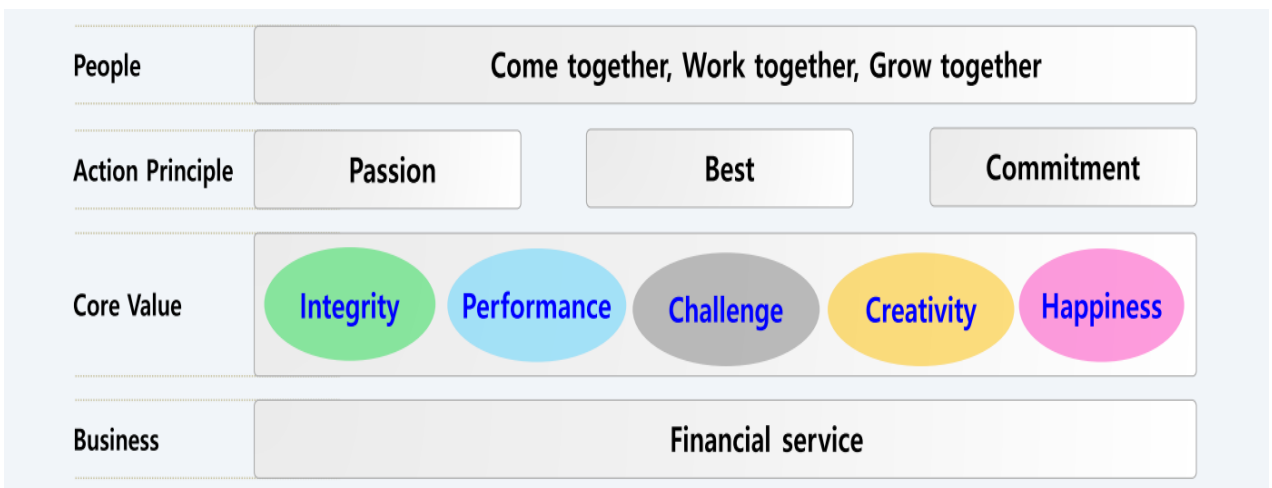 People
Come together, Work together, Grow together
Action Principle
Passion
Best
Commitment
Core Value
Integrity
Performance
Challenge
Creativity
Happiness
Business
Financial service